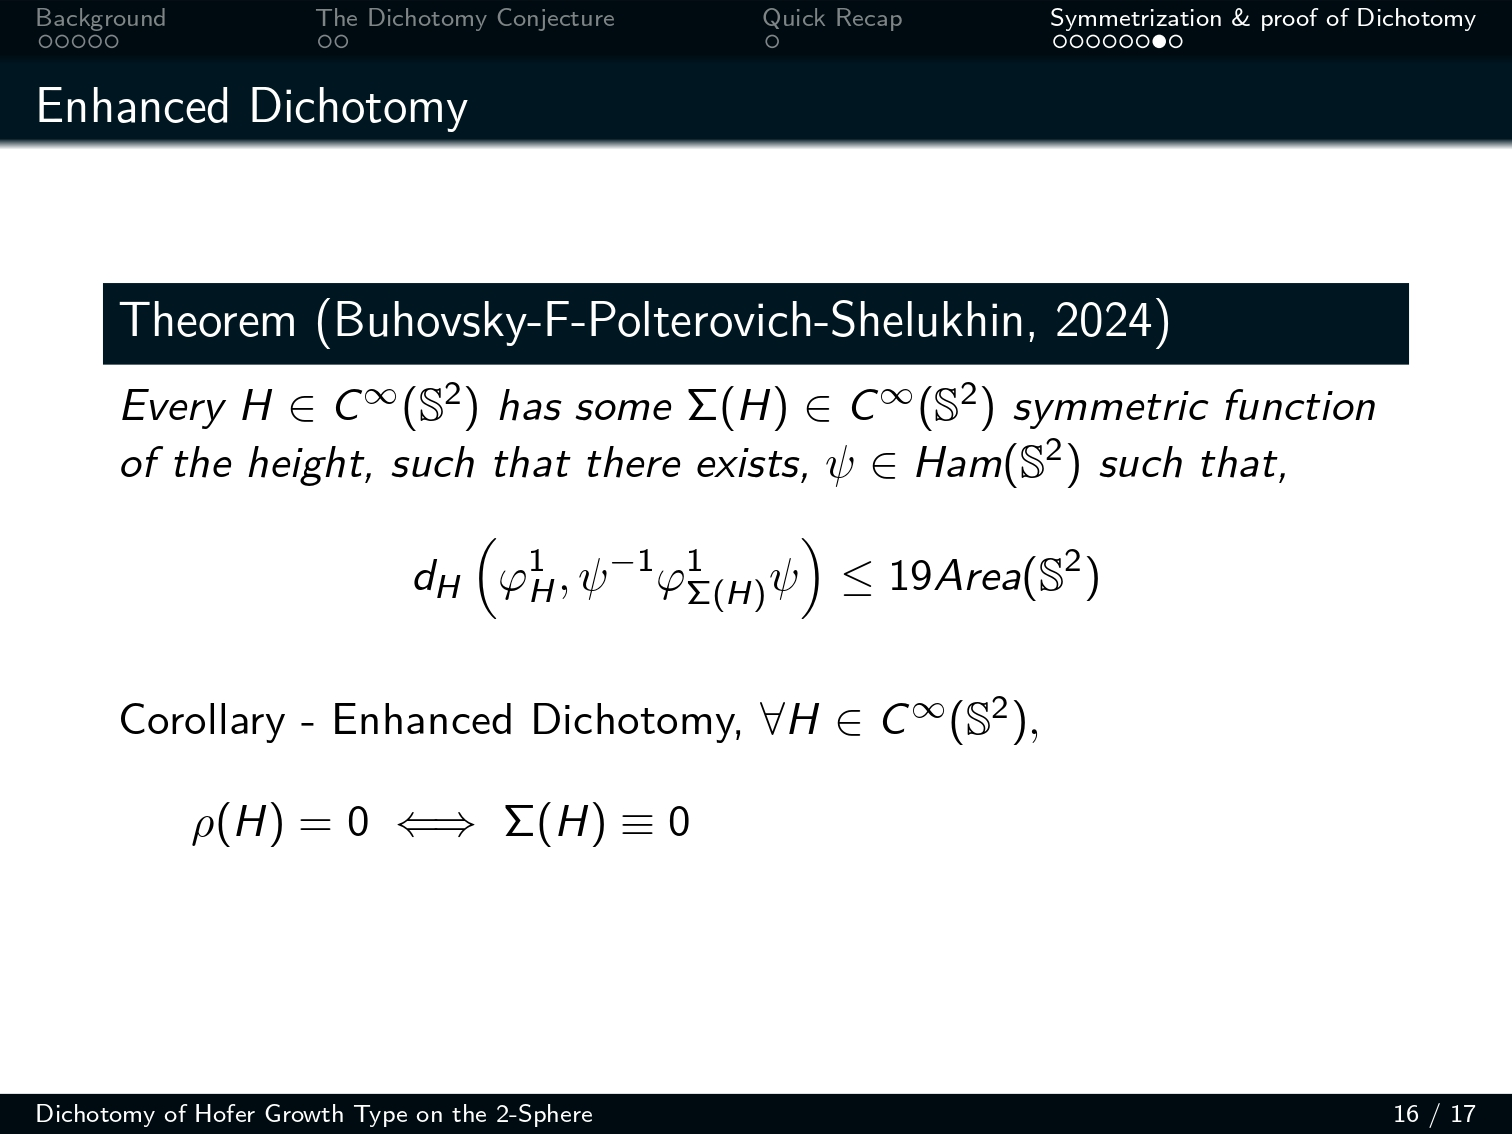 Background The Dichotomy Conjecture Quick Recap Symmetrization & proof of Dichotomy
Enhanced Dichotomy
Theorem (Buhovsky-F-Polterovich-Shelukhin, 2024)
Every H ∈ C^∞(𝕊²) has some Σ(H) ∈ C^∞(𝕊²) symmetric function
of the height, such that there exists, ψ ∈ Ham(𝕊²) such that,
d_H (φ^1_H, ψ^{−1}φ^1_{Σ(H)}ψ) ≤ 19Area(𝕊²)
Corollary - Enhanced Dichotomy, ∀H ∈ C^∞(𝕊²),
ρ(H) = 0 ⟺ Σ(H) ≡ 0
Dichotomy of Hofer Growth Type on the 2-Sphere 16 / 17